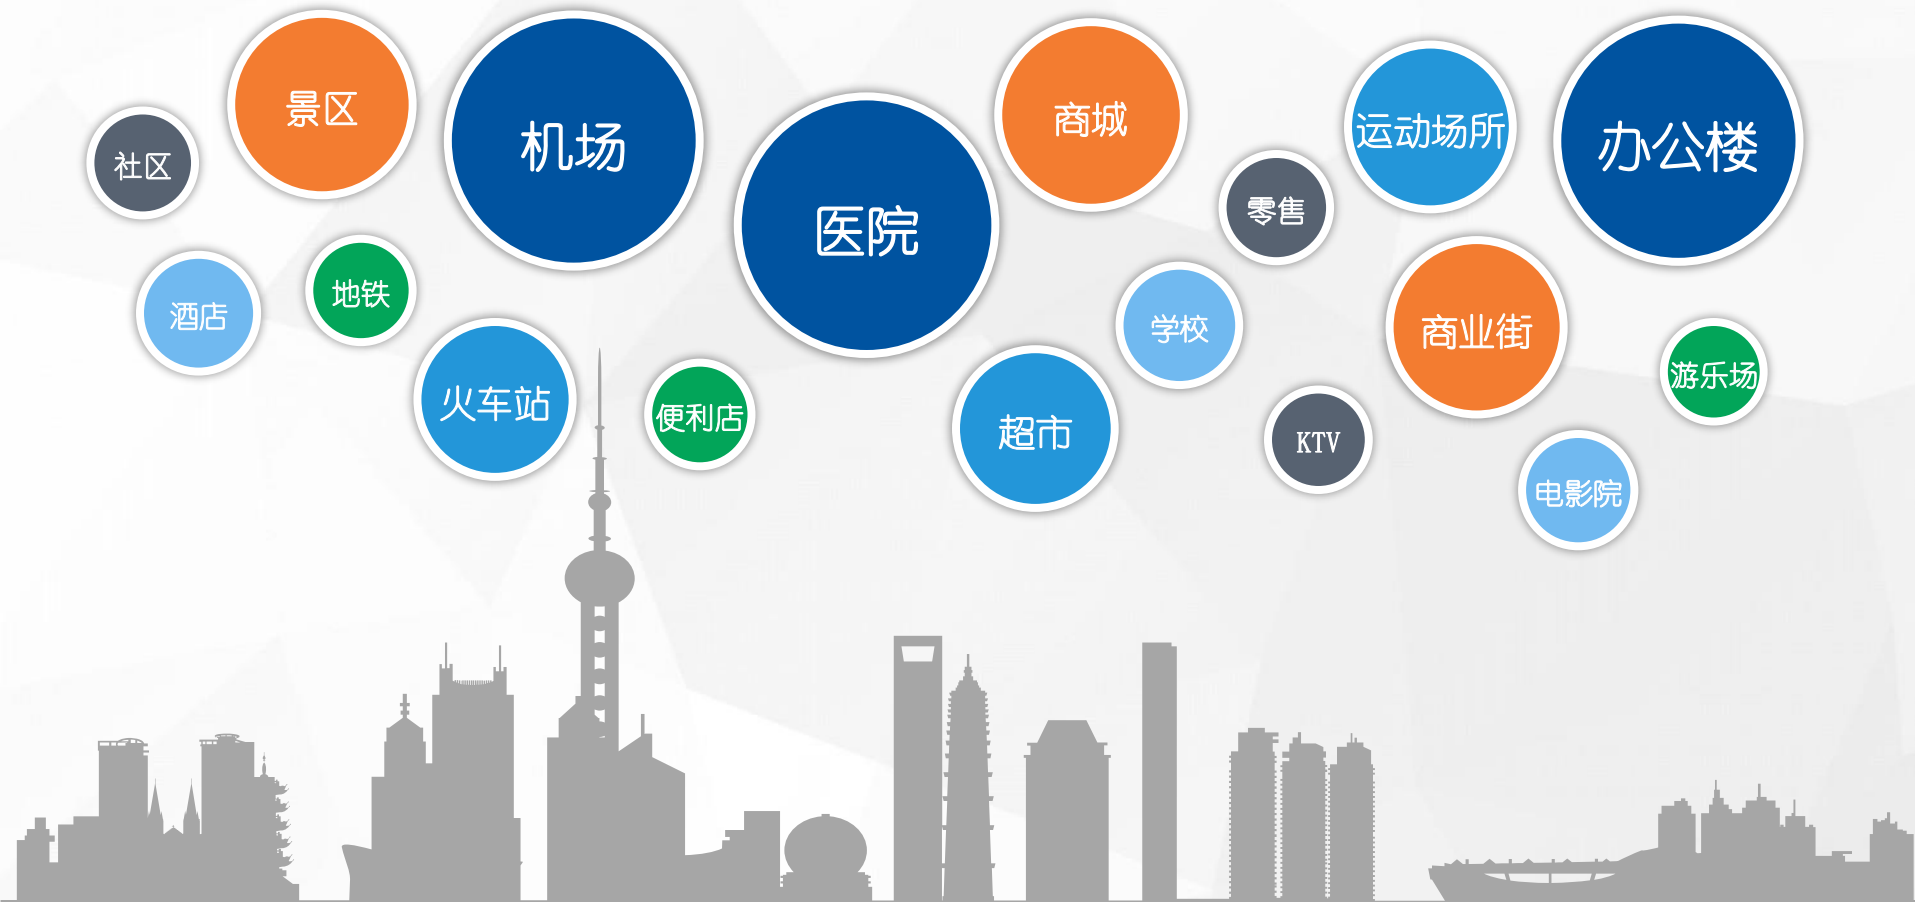 景区
机场
商城
运动场所
办公楼
社区
医院
零售
酒店
地铁
学校
商业街
火车站
便利店
超市
KTV
游乐场
电影院